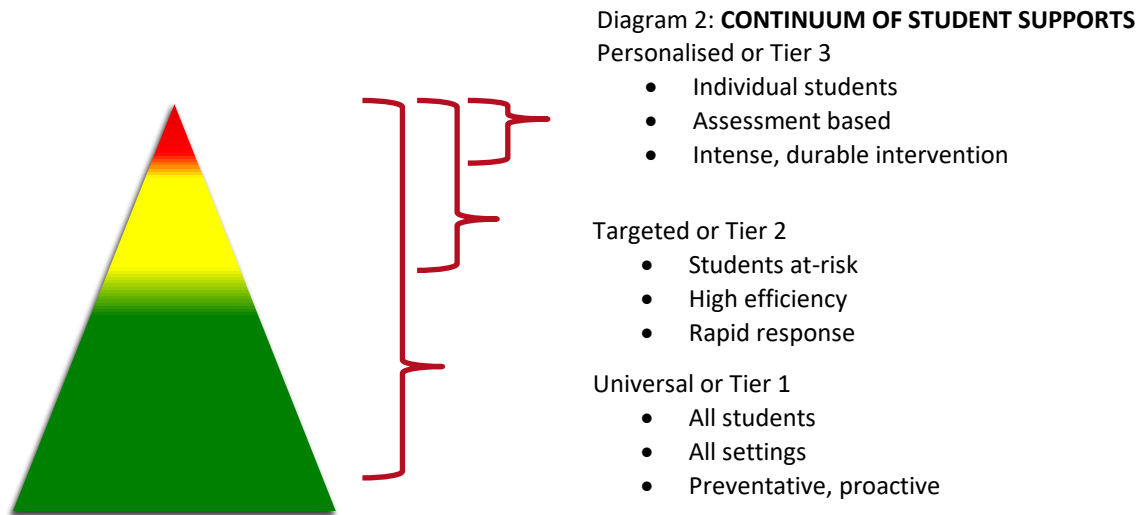 Diagram 2: CONTINUUM OF STUDENT SUPPORTS
Personalised or Tier 3
• Individual students
• Assessment based
• Intense, durable intervention
Targeted or Tier 2
• Students at-risk
• High efficiency
• Rapid response
Universal or Tier 1
• All students
• All settings
• Preventative, proactive